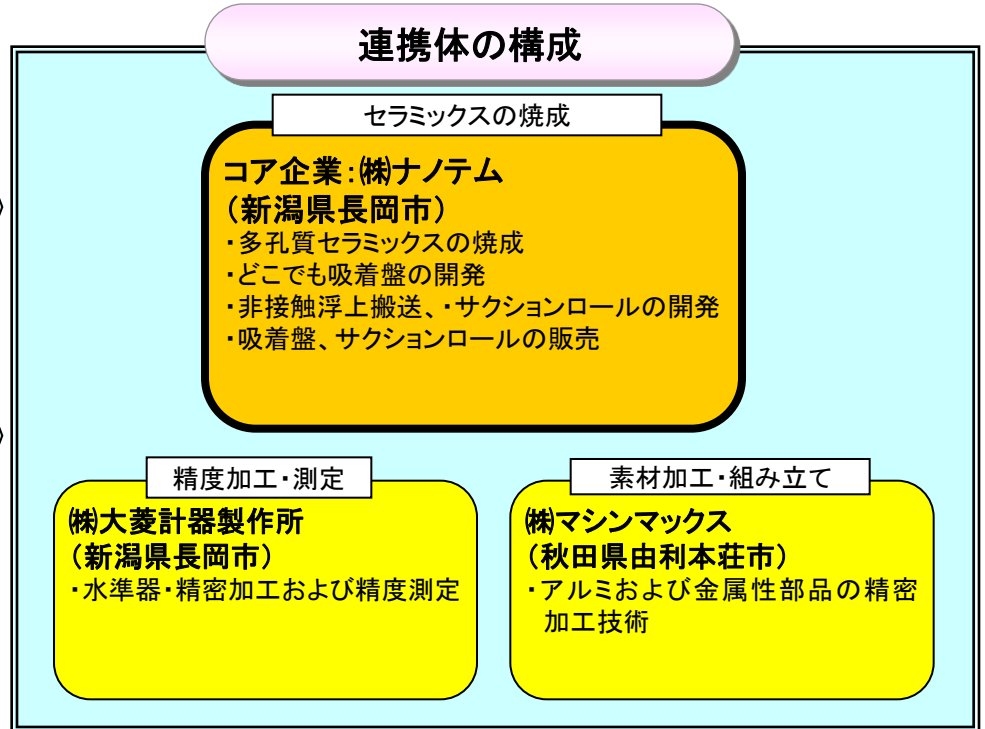 連携体の構成
セラミックスの焼成
コア企業:㈱ナノテム
(新潟県長岡市)
・多孔質セラミックスの焼成
・どこでも吸着盤の開発
・非接触浮上搬送、・サクションロールの開発
・吸着盤、サクションロールの販売
精度加工・測定
㈱大菱計器製作所
(新潟県長岡市)
・水準器・精密加工および精度測定
素材加工・組み立て
㈱マシンマックス
(秋田県由利本荘市)
・アルミおよび金属性部品の精密
加工技術